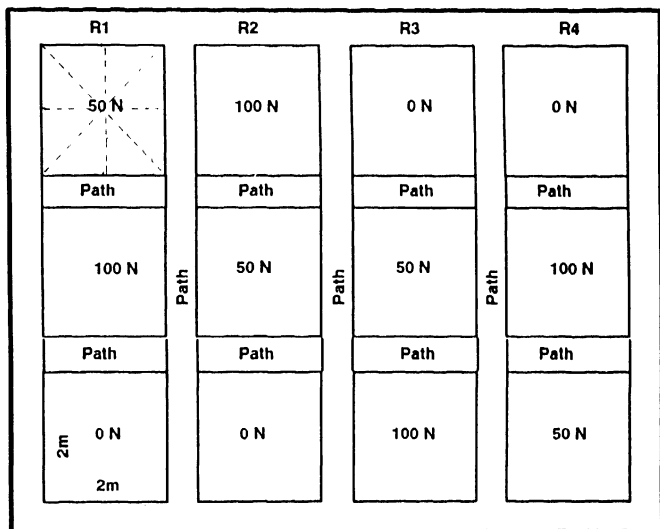 R1 R2 R3 R4
50 N 100 N 0 N 0 N
Path Path Path Path
100 N 50 N 50 N 100 N
Path Path Path
Path Path Path Path
0 N 0 N 100 N 50 N
2m
2m